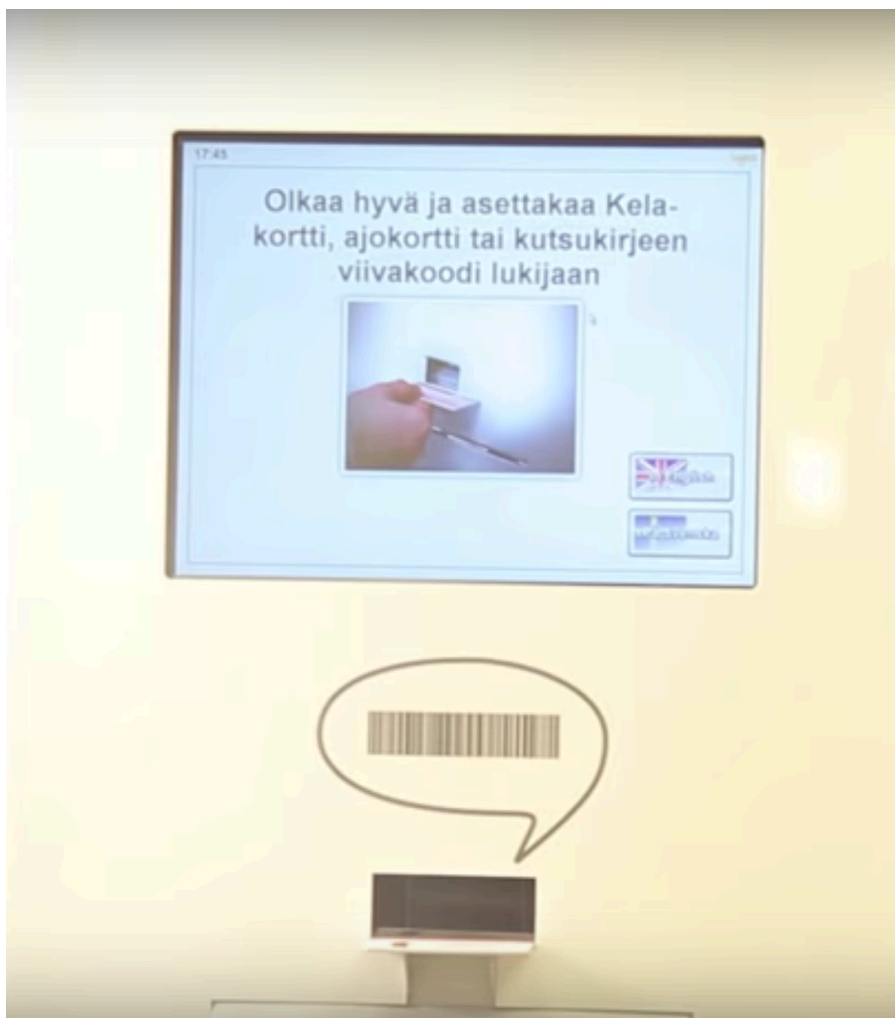 17:45
Olkaa hyvä ja asettakaa Kela-
kortti, ajokortti tai kutsukirjeen
viivakoodi lukijaan